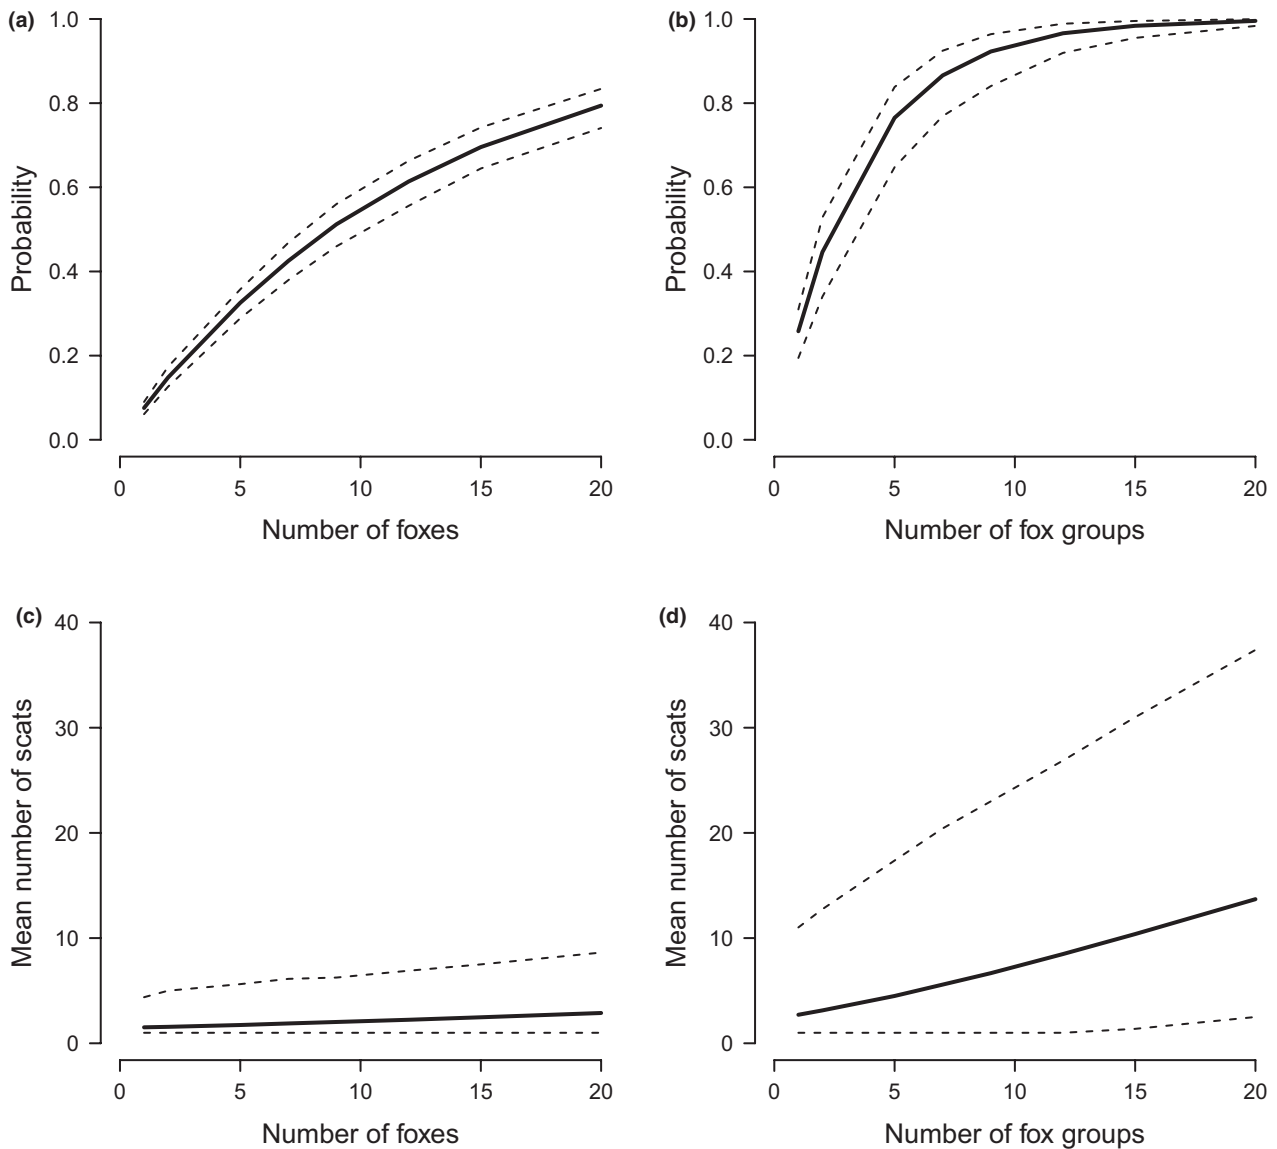 (a)
1.0
0.8
0.6
0.4
0.2
0.0
Probability
0 5 10 15 20
Number of foxes
(b)
1.0
0.8
0.6
0.4
0.2
0.0
Probability
0 5 10 15 20
Number of fox groups
(c)
40
30
20
10
0
Mean number of scats
0 5 10 15 20
Number of foxes
(d)
40
30
20
10
0
Mean number of scats
0 5 10 15 20
Number of fox groups